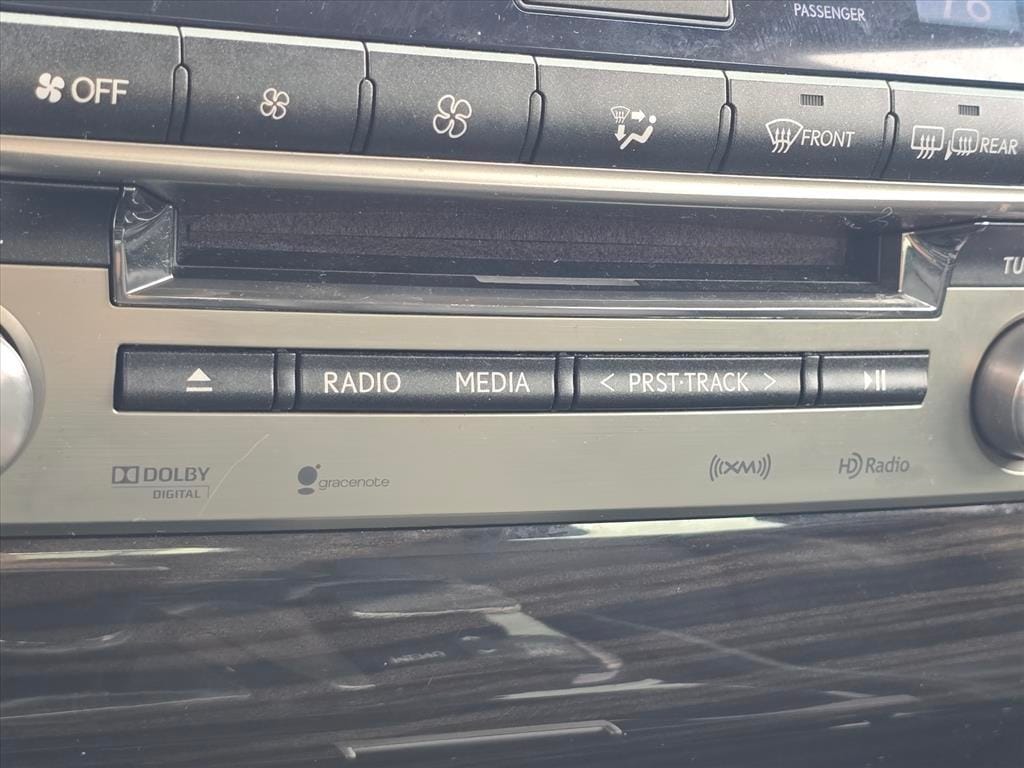 PASSENGER
OFF
FRONT
REAR
TU
RADIO MEDIA < PRST·TRACK >
DOLBY
DIGITAL
gracenote
((XM))
HD Radio